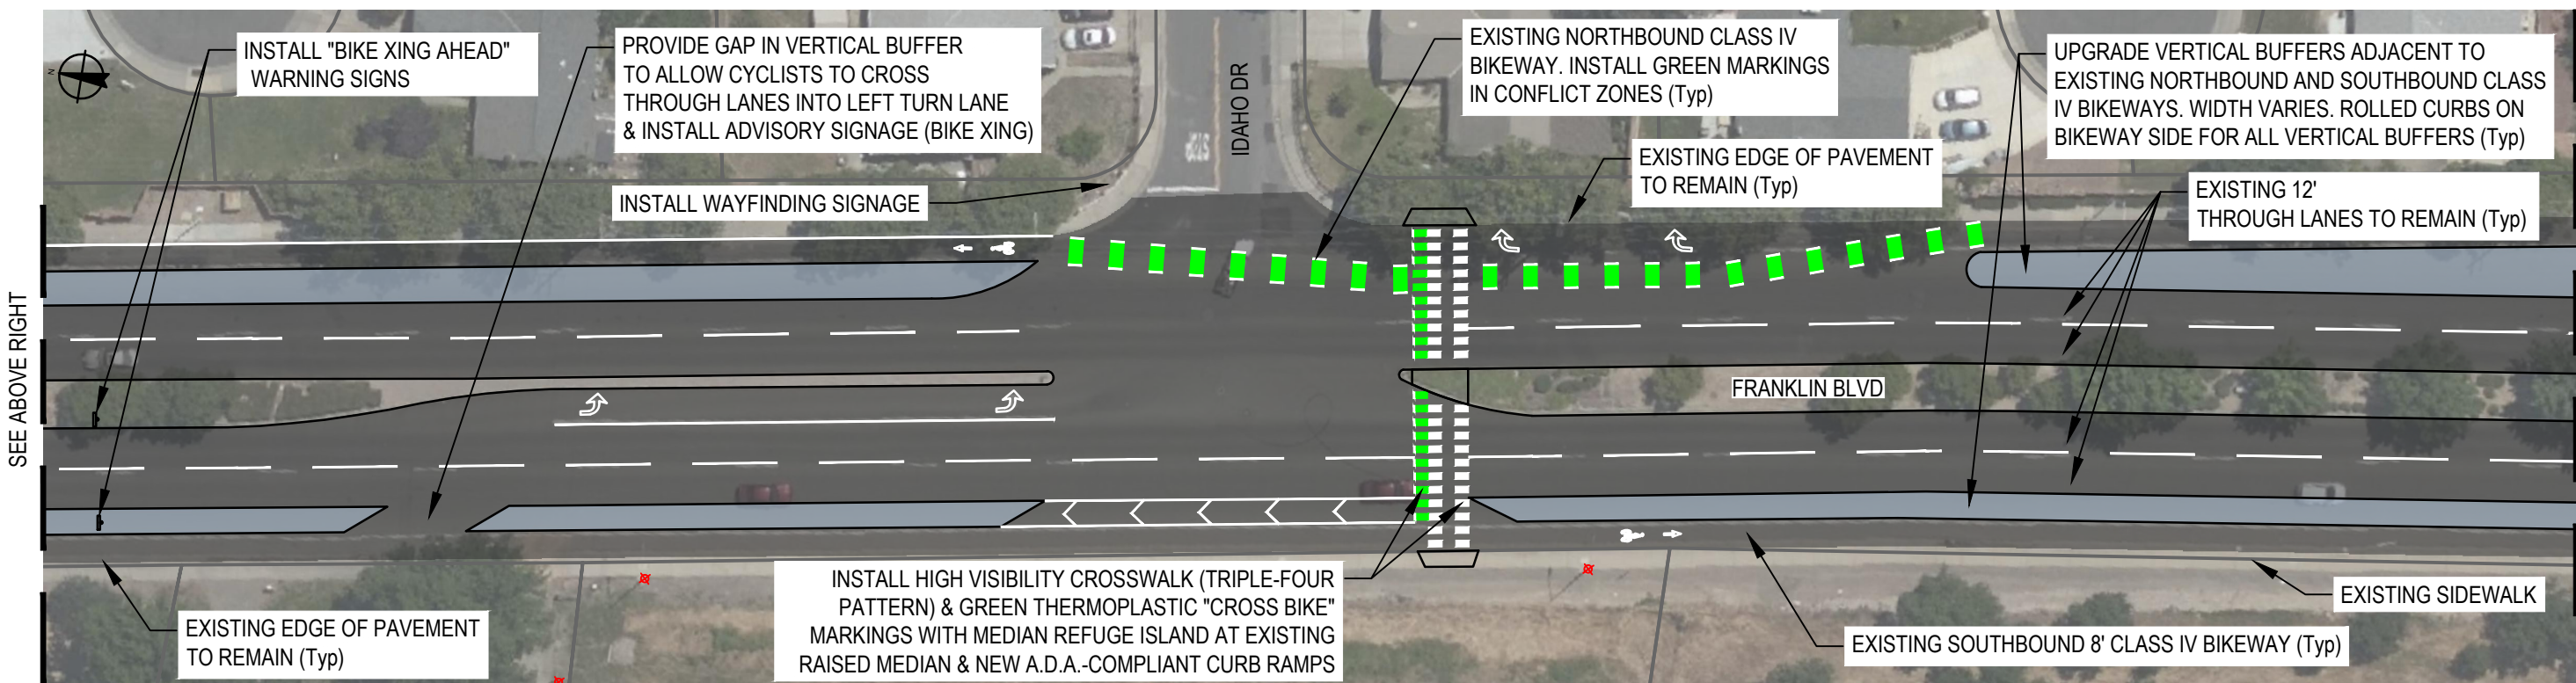 INSTALL "BIKE XING AHEAD"
WARNING SIGNS
PROVIDE GAP IN VERTICAL BUFFER
TO ALLOW CYCLISTS TO CROSS
THROUGH LANES INTO LEFT TURN LANE
& INSTALL ADVISORY SIGNAGE (BIKE XING)
EXISTING NORTHBOUND CLASS IV
BIKEWAY. INSTALL GREEN MARKINGS
IN CONFLICT ZONES (Typ)
UPGRADE VERTICAL BUFFERS ADJACENT TO
EXISTING NORTHBOUND AND SOUTHBOUND CLASS
IV BIKEWAYS. WIDTH VARIES. ROLLED CURBS ON
BIKEWAY SIDE FOR ALL VERTICAL BUFFERS (Typ)
N
IDAHO DR
EXISTING EDGE OF PAVEMENT
TO REMAIN (Typ)
INSTALL WAYFINDING SIGNAGE
EXISTING 12'
THROUGH LANES TO REMAIN (Typ)
SEE ABOVE RIGHT
FRANKLIN BLVD
INSTALL HIGH VISIBILITY CROSSWALK (TRIPLE-FOUR
PATTERN) & GREEN THERMOPLASTIC "CROSS BIKE"
MARKINGS WITH MEDIAN REFUGE ISLAND AT EXISTING
RAISED MEDIAN & NEW A.D.A.-COMPLIANT CURB RAMPS
EXISTING EDGE OF PAVEMENT
TO REMAIN (Typ)
EXISTING SIDEWALK
EXISTING SOUTHBOUND 8' CLASS IV BIKEWAY (Typ)